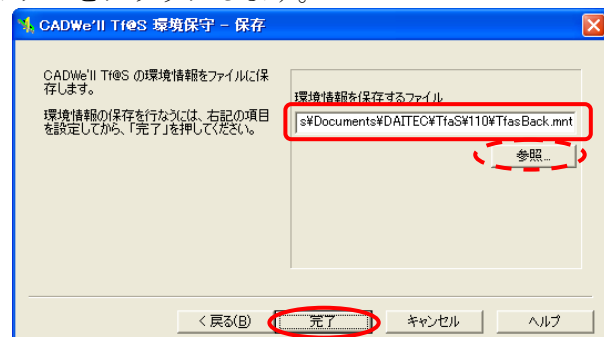 CADWe'll Tf@S 環境保守 - 保存
CADWe'll Tf@S の環境情報をファイルに保
存します。
環境情報の保存を行なうには、右記の項目
を設定してから、「完了」を押してください。
環境情報を保存するファイル
s¥Documents¥DAITEC¥TfaS¥110¥TfasBack.mnt
参照...
< 戻る(B)
完了
キャンセル
ヘルプ